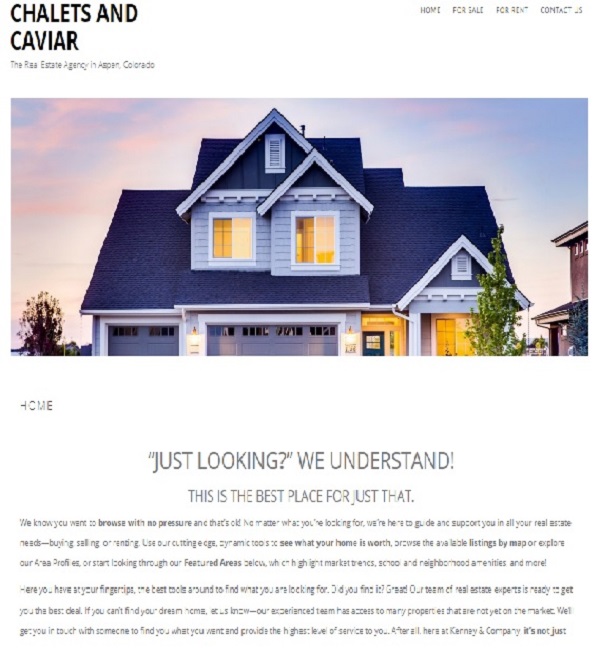 CHALETS AND
CAVIAR
The Real Estate Agency in Aspen, Colorado
HOME FOR SALE FOR RENT CONTACT US
HOME
“JUST LOOKING?” WE UNDERSTAND!
THIS IS THE BEST PLACE FOR JUST THAT.
We know you want to browse with no pressure and that's ok! No matter what you're looking for, we're here to guide and support you in all your real estate
needs—buying, selling, or renting. Use our cutting edge, dynamic tools to see what your home is worth, browse the available listings by map or explore
our Area Profiles, or start looking through our Featured Areas below, which highlight market trends, school and neighborhood amenities, and more!
Here you have at your fingertips, the best tools around to find what you are looking for. Did you find it? Great! Our team of real estate experts is ready to get
you the best deal. If you can't find your dream home, let us know—our experienced team has access to many properties that are not yet on the market. We'll
get you in touch with someone to find you what you want and provide the highest level of service to you. After all, here at Kenney & Company, it's not just